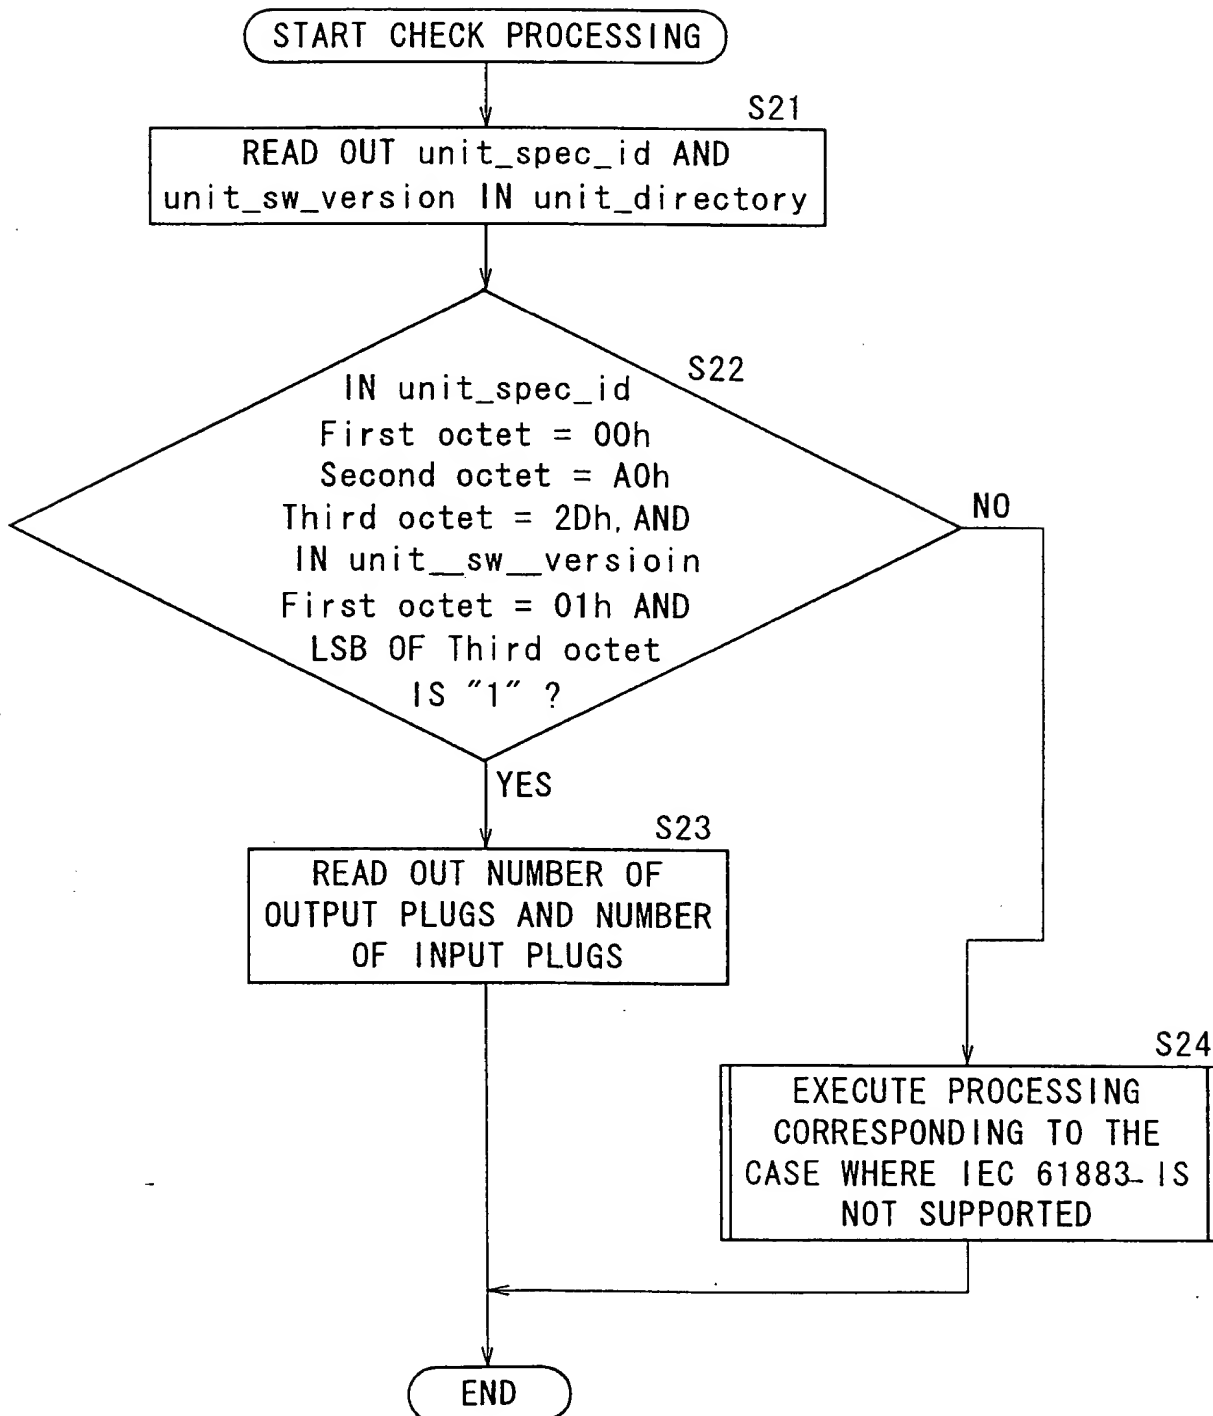 START CHECK PROCESSING
S21
READ OUT unit_spec_id AND
unit_sw_version IN unit_directory
S22
IN unit_spec_id
First octet = 00h
Second octet = A0h
Third octet = 2Dh, AND
IN unit__sw__versioin
First octet = 01h AND
LSB OF Third octet
IS "1" ?
NO
YES
S23
READ OUT NUMBER OF
OUTPUT PLUGS AND NUMBER
OF INPUT PLUGS
S24
EXECUTE PROCESSING
CORRESPONDING TO THE
CASE WHERE IEC 61883- IS
NOT SUPPORTED
END